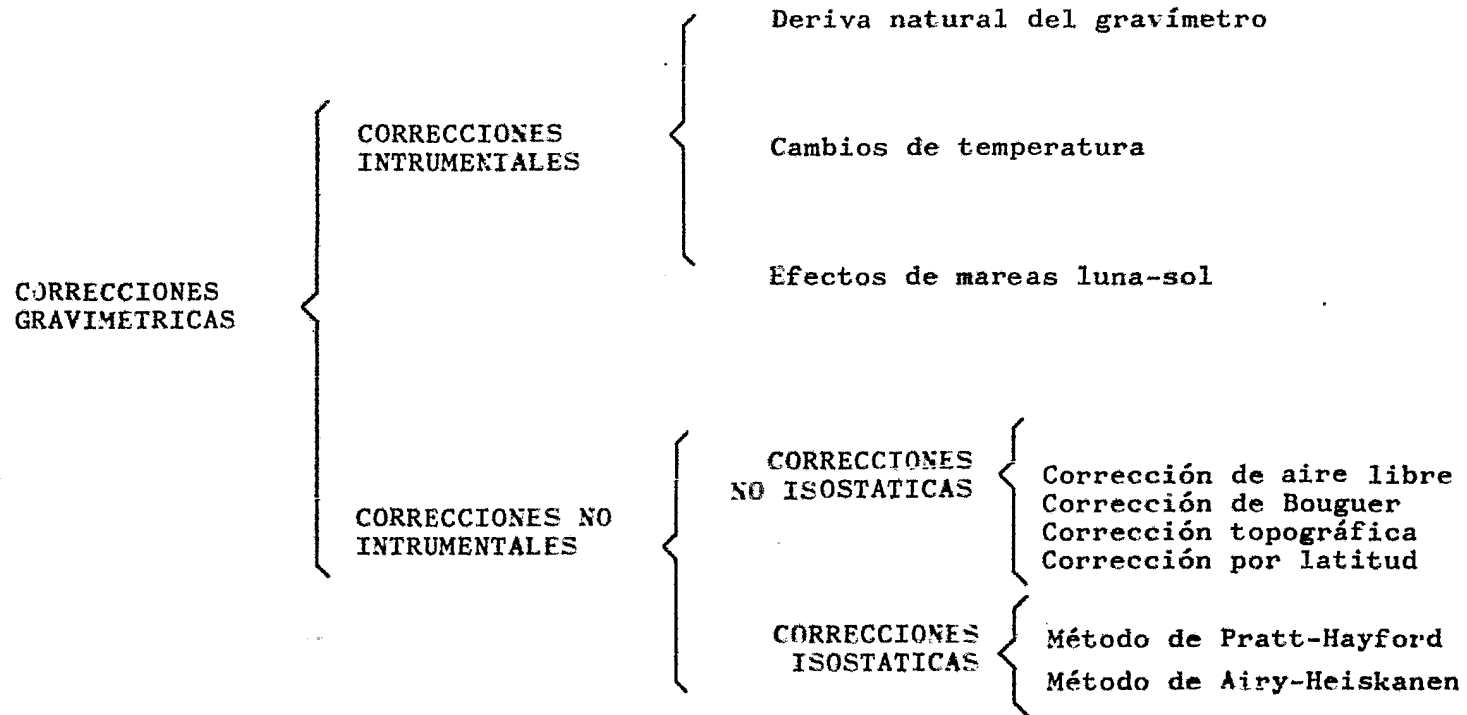 CORRECCIONES
GRAVIMETRICAS
CORRECCIONES
INTRUMENTALES
Deriva natural del gravímetro
Cambios de temperatura
Efectos de mareas luna-sol
CORRECCIONES NO
INTRUMENTALES
CORRECCIONES
NO ISOSTATICAS
Corrección de aire libre
Corrección de Bouguer
Corrección topográfica
Corrección por latitud
CORRECCIONES
ISOSTATICAS
Método de Pratt-Hayford
Método de Airy-Heiskanen